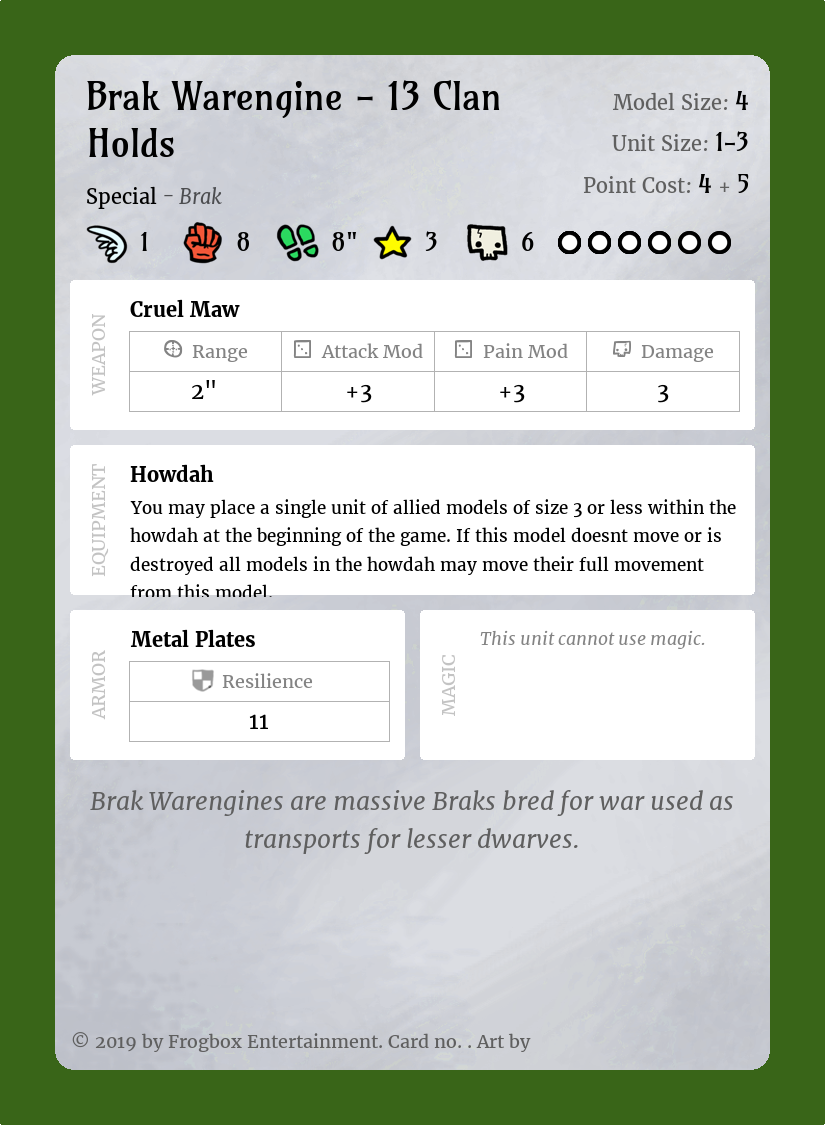 Brak Warengine – 13 Clan
Holds
Model Size: 4
Unit Size: 1–3
Point Cost: 4 + 5
Special – Brak
1 8 8" 3 6
WEAPON
Cruel Maw
Range Attack Mod Pain Mod Damage
2" +3 +3 3
EQUIPMENT
Howdah
You may place a single unit of allied models of size 3 or less within the
howdah at the beginning of the game. If this model doesnt move or is
destroyed all models in the howdah may move their full movement
from this model.
ARMOR
Metal Plates
Resilience
11
MAGIC
This unit cannot use magic.
Brak Warengines are massive Braks bred for war used as
transports for lesser dwarves.
© 2019 by Frogbox Entertainment. Card no. . Art by